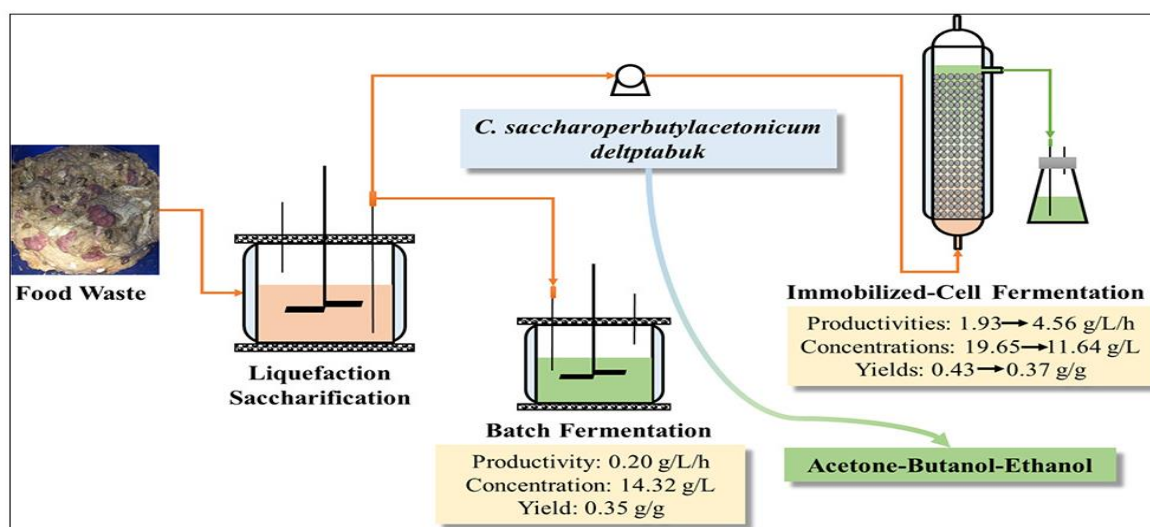 C. saccharoperbutylacetonicum
deltptabuk
Food Waste
Liquefaction
Saccharification
Batch Fermentation
Productivity: 0.20 g/L/h
Concentration: 14.32 g/L
Yield: 0.35 g/g
Immobilized-Cell Fermentation
Productivities: 1.93→4.56 g/L/h
Concentrations: 19.65→11.64 g/L
Yields: 0.43→0.37 g/g
Acetone-Butanol-Ethanol